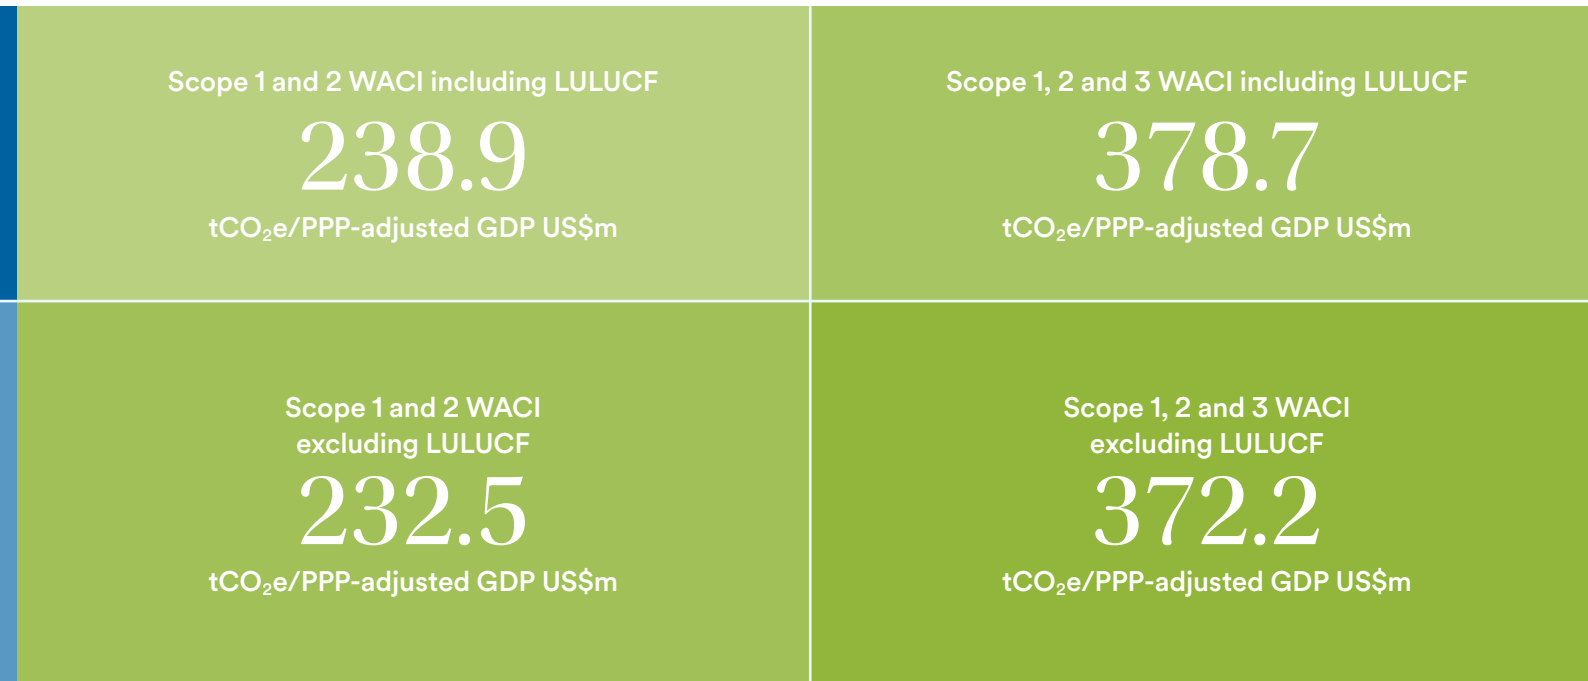 Scope 1 and 2 WACI including LULUCF
238.9
tCO₂e/PPP-adjusted GDP US$m
Scope 1, 2 and 3 WACI including LULUCF
378.7
tCO₂e/PPP-adjusted GDP US$m
Scope 1 and 2 WACI
excluding LULUCF
232.5
tCO₂e/PPP-adjusted GDP US$m
Scope 1, 2 and 3 WACI
excluding LULUCF
372.2
tCO₂e/PPP-adjusted GDP US$m